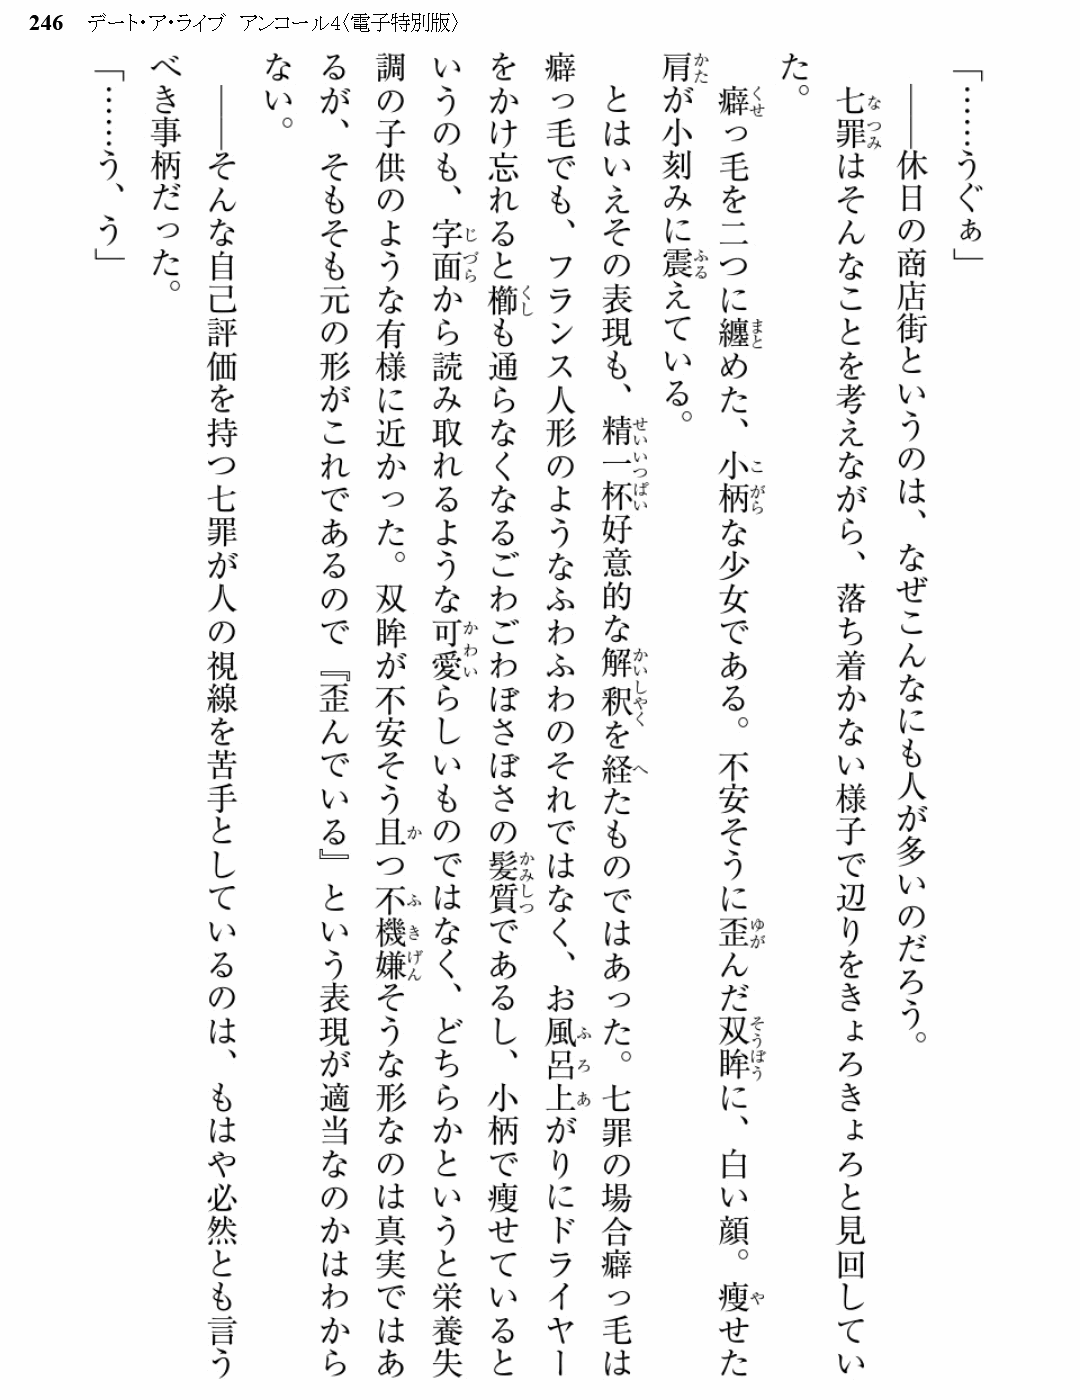 246 デート・ア・ライブ アンコール4〈電子特別版〉
「……うぐぁ」
――休日の商店街というのは、なぜこんなにも人が多いのだろう。
七罪はそんなことを考えながら、落ち着かない様子で辺りをきょろきょろと見回してい
た。
癖っ毛を二つに纏めた、小柄な少女である。不安そうに歪んだ双眸に、白い顔。瘦せた
肩が小刻みに震えている。
とはいえその表現も、精一杯好意的な解釈を経たものではあった。七罪の場合癖っ毛は
癖っ毛でも、フランス人形のようなふわふわのそれではなく、お風呂上がりにドライヤー
をかけ忘れると櫛も通らなくなるごわごわぼさぼさの髪質であるし、小柄で瘦せていると
いうのも、字面から読み取れるような可愛らしいものではなく、どちらかというと栄養失
調の子供のような有様に近かった。双眸が不安そう且つ不機嫌そうな形なのは真実ではあ
るが、そもそも元の形がこれであるので『歪んでいる』という表現が適当なのかはわから
ない。
――そんな自己評価を持つ七罪が人の視線を苦手としているのは、もはや必然とも言う
べき事柄だった。
「……う、う」